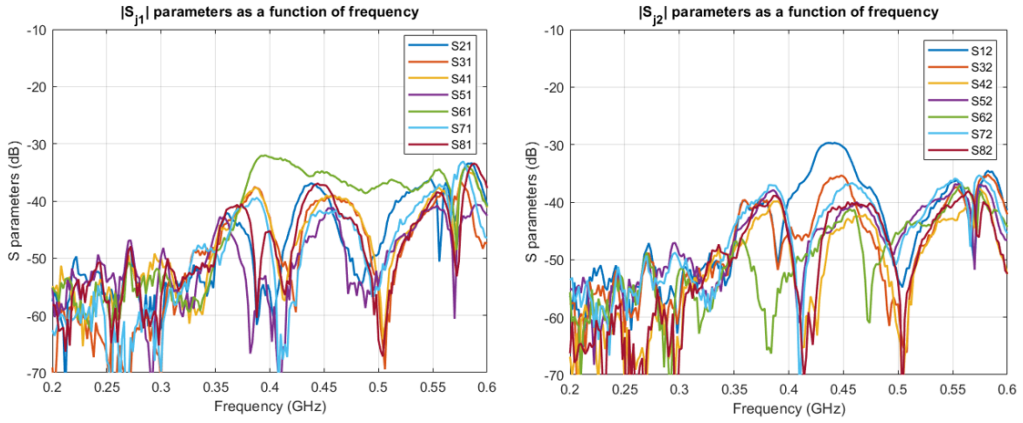 |Sj1| parameters as a function of frequency
-10
-20
-30
-40
-50
-60
-70
S parameters (dB)
0.2
0.25
0.3
0.35
0.4
0.45
0.5
0.55
0.6
Frequency (GHz)
S21
S31
S41
S51
S61
S71
S81
|Sj2| parameters as a function of frequency
-10
-20
-30
-40
-50
-60
-70
S parameters (dB)
0.2
0.25
0.3
0.35
0.4
0.45
0.5
0.55
0.6
Frequency (GHz)
S12
S32
S42
S52
S62
S72
S82